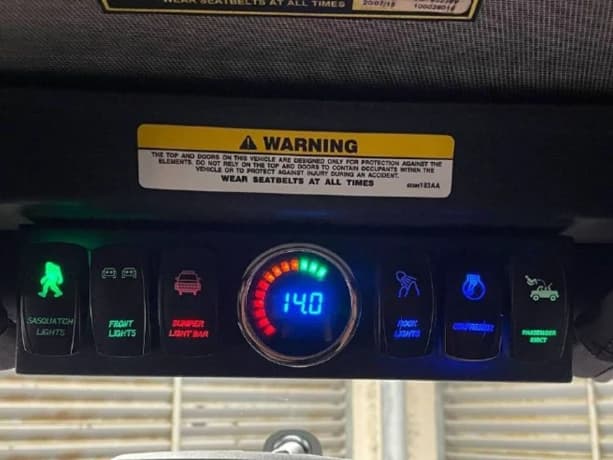 WEAR SEATBELTS AT ALL TIMES
WARNING
THE TOP AND DOORS ON THIS VEHICLE ARE DESIGNED ONLY FOR PROTECTION AGAINST THE
ELEMENTS. DO NOT RELY ON THE TOP AND DOORS TO CONTAIN OCCUPANTS WITHIN THE
VEHICLE OR TO PROTECT AGAINST INJURY DURING AN ACCIDENT.
WEAR SEATBELTS AT ALL TIMES
SASQUATCH
LIGHTS
FRONT
LIGHTS
BUMPER
LIGHT BAR
14.0
ROCK
LIGHTS
COMPRESSOR
PASSENGER
EJECT